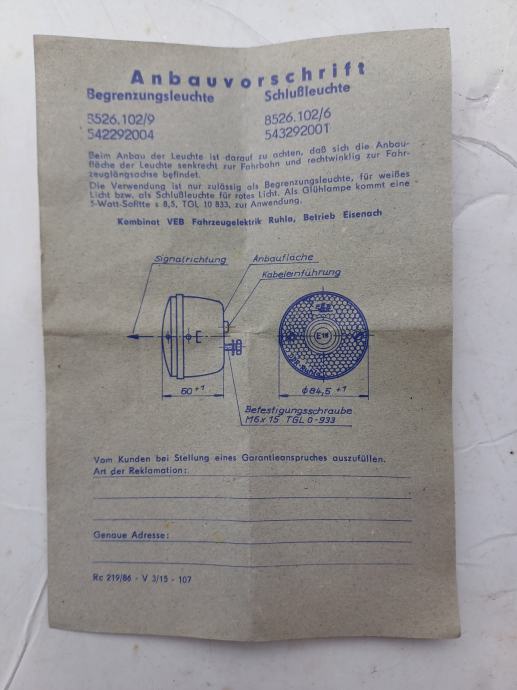 Anbauvorschrift
Begrenzungsleuchte Schlußleuchte
8526.102/9 8526.102/6
542292004 543292001
Beim Anbau der Leuchte ist darauf zu achten, daß sich die Anbau-
fläche der Leuchte senkrecht zur Fahrbahn und rechtwinklig zur Fahr-
zeuglängsachse befindet.
Die Verwendung ist nur zulässig als Begrenzungsleuchte, für weißes
Licht bzw. als Schlußleuchte für rotes Licht. Als Glühlampe kommt eine
5-Watt-Soffitte s 8,5, TGL 10 833, zur Anwendung.
Kombinat VEB Fahrzeugelektrik Ruhla, Betrieb Eisenach
Signalrichtung
Anbaufläche
Kabeleinführung
E
60 +1
ϕ84,5 +1
Befestigungsschraube
M6x15 TGL 0-933
Vom Kunden bei Stellung eines Garantieanspruches auszufüllen.
Art der Reklamation:
Genaue Adresse:
Rc 219/86 - V 3/15 - 107